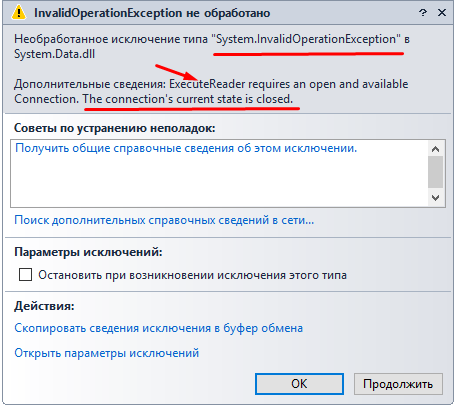 InvalidOperationException не обработано
Необработанное исключение типа "System.InvalidOperationException" в
System.Data.dll
Дополнительные сведения: ExecuteReader requires an open and available
Connection. The connection's current state is closed.
Советы по устранению неполадок:
Получить общие справочные сведения об этом исключении.
Поиск дополнительных справочных сведений в сети...
Параметры исключений:
Остановить при возникновении исключения этого типа
Действия:
Скопировать сведения исключения в буфер обмена
Открыть параметры исключений
ОК Продолжить